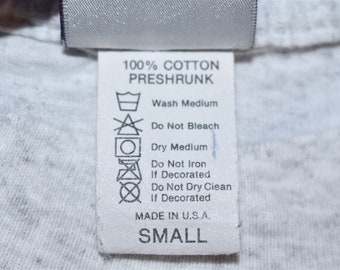 100% COTTON
PRESHRUNK
Wash Medium
Do Not Bleach
Dry Medium
Do Not Iron
If Decorated
Do Not Dry Clean
If Decorated
MADE IN U.S.A.
SMALL